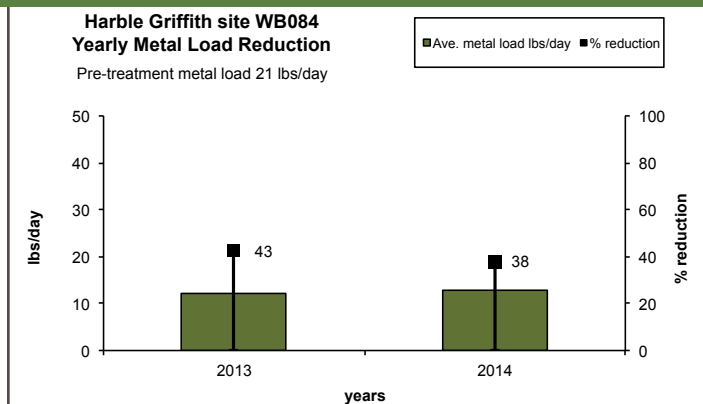 Harble Griffith site WB084
Yearly Metal Load Reduction
Pre-treatment metal load 21 lbs/day
Ave. metal load lbs/day % reduction
50
40
30
20
10
0
lbs/day
100
80
60
40
20
0
% reduction
43
38
2013 2014
years